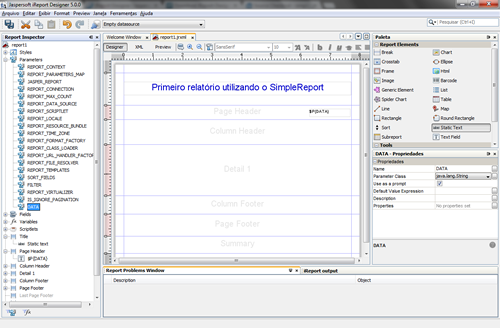 Jaspersoft iReport Designer 5.0.0
Arquivo Editar Exibir Format Preview Janela Ferramentas Ajuda
Empty datasource
Pesquisar (Ctrl+I)
Report Inspector
report1
Styles
Parameters
REPORT_CONTEXT
REPORT_PARAMETERS_MAP
JASPER_REPORT
REPORT_CONNECTION
REPORT_MAX_COUNT
REPORT_DATA_SOURCE
REPORT_SCRIPTLET
REPORT_LOCALE
REPORT_RESOURCE_BUNDLE
REPORT_TIME_ZONE
REPORT_FORMAT_FACTORY
REPORT_CLASS_LOADER
REPORT_URL_HANDLER_FACTORY
REPORT_FILE_RESOLVER
REPORT_TEMPLATES
SORT_FIELDS
FILTER
REPORT_VIRTUALIZER
IS_IGNORE_PAGINATION
DATA
Fields
Variables
Scriptlets
Title
Static text
Page Header
$P{DATA}
Column Header
Detail 1
Column Footer
Page Footer
Last Page Footer
Welcome Window
report1.jrxml
Designer XML Preview
SansSerif
Primeiro relatório utilizando o SimpleReport
Page Header
$P{DATA}
Column Header
Detail 1
Column Footer
Page Footer
Summary
Report Problems Window
iReport output
Description Object
Paleta
Report Elements
Break Chart
Crosstab Ellipse
Frame Html
Image Barcode
Generic Element List
Spider Chart Table
Line Map
Rectangle Round Rectangle
Sort Static Text
Subreport Text Field
Tools
DATA - Propriedades
Propriedades
Name DATA
Parameter Class java.lang.String
Use as a prompt
Default Value Expression
Description
Properties No properties set
DATA